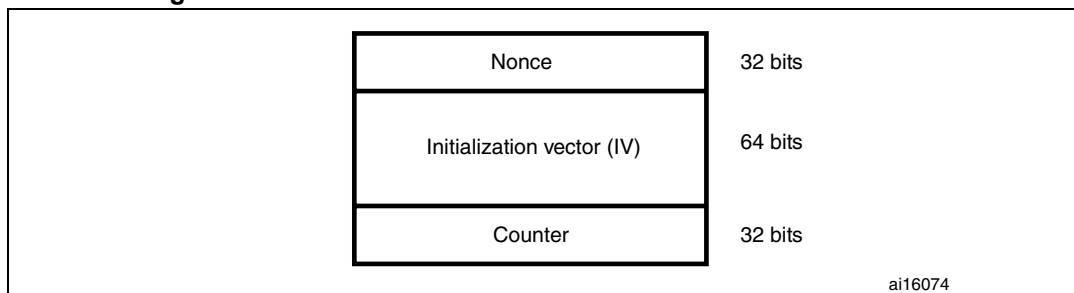 Nonce 32 bits
Initialization vector (IV) 64 bits
Counter 32 bits
ai16074